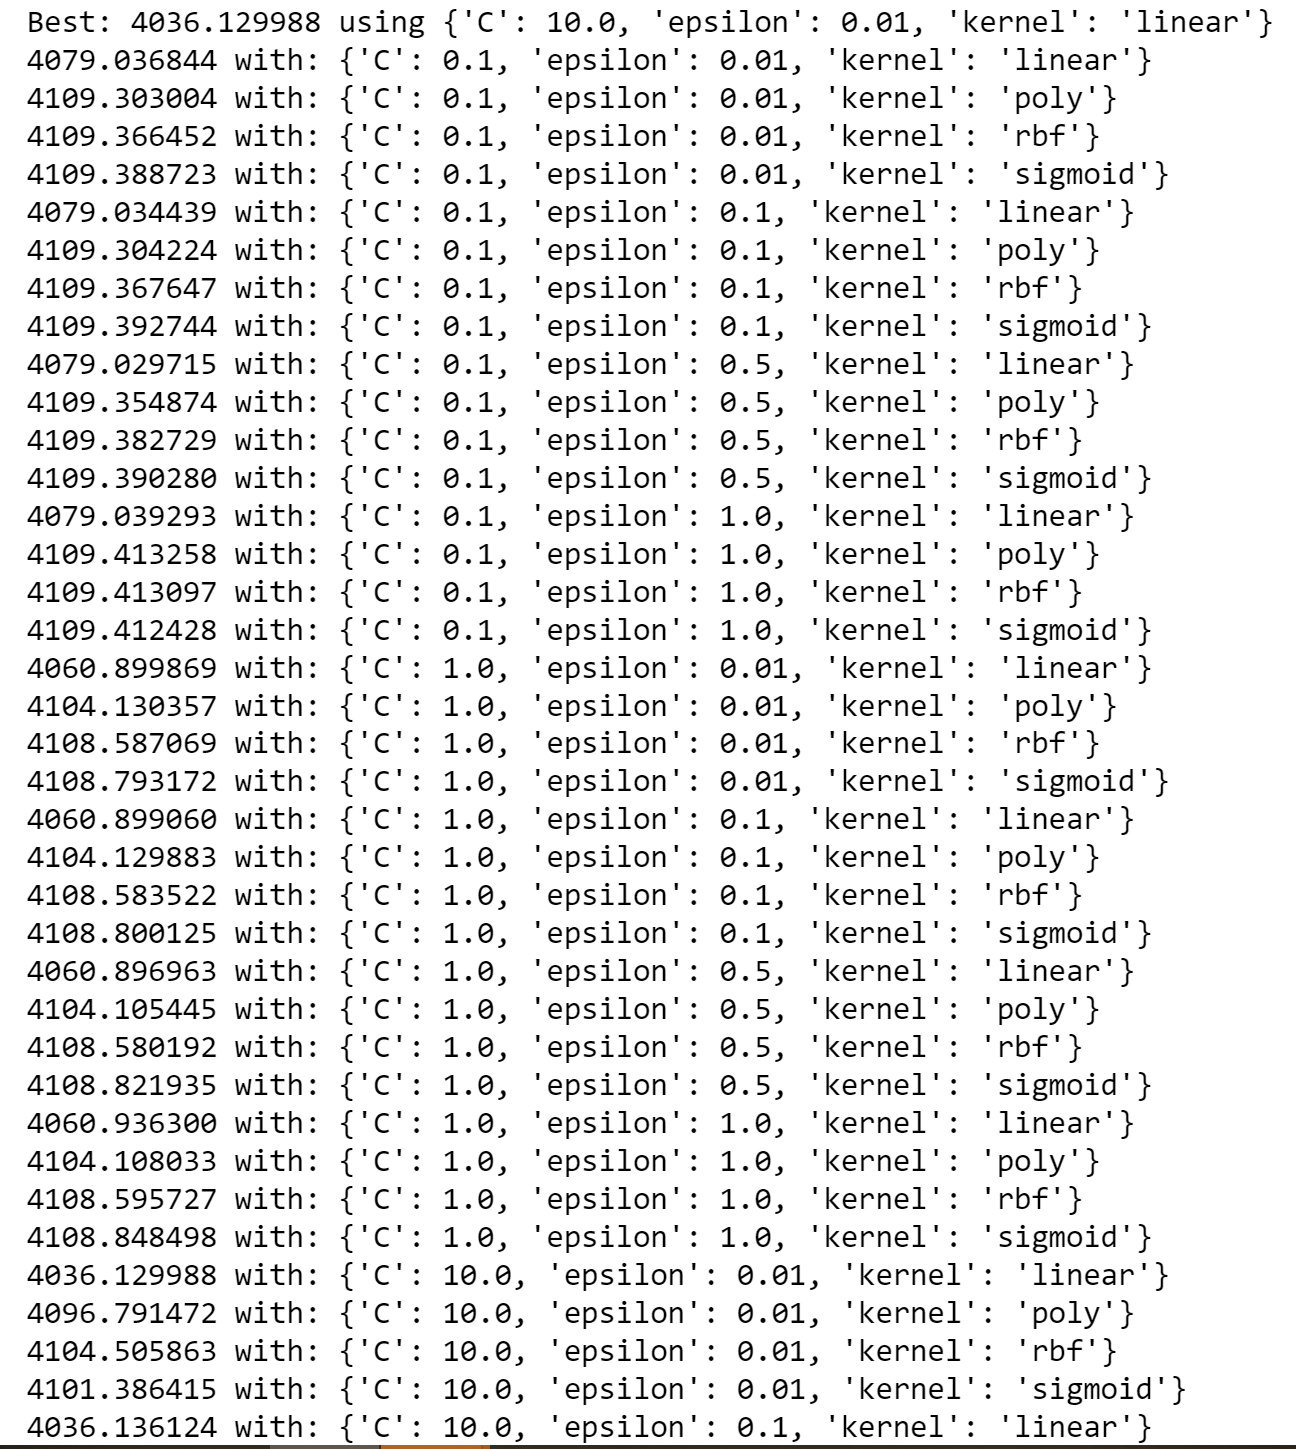 Best: 4036.129988 using {'C': 10.0, 'epsilon': 0.01, 'kernel': 'linear'}
4079.036844 with: {'C': 0.1, 'epsilon': 0.01, 'kernel': 'linear'}
4109.303004 with: {'C': 0.1, 'epsilon': 0.01, 'kernel': 'poly'}
4109.366452 with: {'C': 0.1, 'epsilon': 0.01, 'kernel': 'rbf'}
4109.388723 with: {'C': 0.1, 'epsilon': 0.01, 'kernel': 'sigmoid'}
4079.034439 with: {'C': 0.1, 'epsilon': 0.1, 'kernel': 'linear'}
4109.304224 with: {'C': 0.1, 'epsilon': 0.1, 'kernel': 'poly'}
4109.367647 with: {'C': 0.1, 'epsilon': 0.1, 'kernel': 'rbf'}
4109.392744 with: {'C': 0.1, 'epsilon': 0.1, 'kernel': 'sigmoid'}
4079.029715 with: {'C': 0.1, 'epsilon': 0.5, 'kernel': 'linear'}
4109.354874 with: {'C': 0.1, 'epsilon': 0.5, 'kernel': 'poly'}
4109.382729 with: {'C': 0.1, 'epsilon': 0.5, 'kernel': 'rbf'}
4109.390280 with: {'C': 0.1, 'epsilon': 0.5, 'kernel': 'sigmoid'}
4079.039293 with: {'C': 0.1, 'epsilon': 1.0, 'kernel': 'linear'}
4109.413258 with: {'C': 0.1, 'epsilon': 1.0, 'kernel': 'poly'}
4109.413097 with: {'C': 0.1, 'epsilon': 1.0, 'kernel': 'rbf'}
4109.412428 with: {'C': 0.1, 'epsilon': 1.0, 'kernel': 'sigmoid'}
4060.899869 with: {'C': 1.0, 'epsilon': 0.01, 'kernel': 'linear'}
4104.130357 with: {'C': 1.0, 'epsilon': 0.01, 'kernel': 'poly'}
4108.587069 with: {'C': 1.0, 'epsilon': 0.01, 'kernel': 'rbf'}
4108.793172 with: {'C': 1.0, 'epsilon': 0.01, 'kernel': 'sigmoid'}
4060.899060 with: {'C': 1.0, 'epsilon': 0.1, 'kernel': 'linear'}
4104.129883 with: {'C': 1.0, 'epsilon': 0.1, 'kernel': 'poly'}
4108.583522 with: {'C': 1.0, 'epsilon': 0.1, 'kernel': 'rbf'}
4108.800125 with: {'C': 1.0, 'epsilon': 0.1, 'kernel': 'sigmoid'}
4060.896963 with: {'C': 1.0, 'epsilon': 0.5, 'kernel': 'linear'}
4104.105445 with: {'C': 1.0, 'epsilon': 0.5, 'kernel': 'poly'}
4108.580192 with: {'C': 1.0, 'epsilon': 0.5, 'kernel': 'rbf'}
4108.821935 with: {'C': 1.0, 'epsilon': 0.5, 'kernel': 'sigmoid'}
4060.936300 with: {'C': 1.0, 'epsilon': 1.0, 'kernel': 'linear'}
4104.108033 with: {'C': 1.0, 'epsilon': 1.0, 'kernel': 'poly'}
4108.595727 with: {'C': 1.0, 'epsilon': 1.0, 'kernel': 'rbf'}
4108.848498 with: {'C': 1.0, 'epsilon': 1.0, 'kernel': 'sigmoid'}
4036.129988 with: {'C': 10.0, 'epsilon': 0.01, 'kernel': 'linear'}
4096.791472 with: {'C': 10.0, 'epsilon': 0.01, 'kernel': 'poly'}
4104.505863 with: {'C': 10.0, 'epsilon': 0.01, 'kernel': 'rbf'}
4101.386415 with: {'C': 10.0, 'epsilon': 0.01, 'kernel': 'sigmoid'}
4036.136124 with: {'C': 10.0, 'epsilon': 0.1, 'kernel': 'linear'}